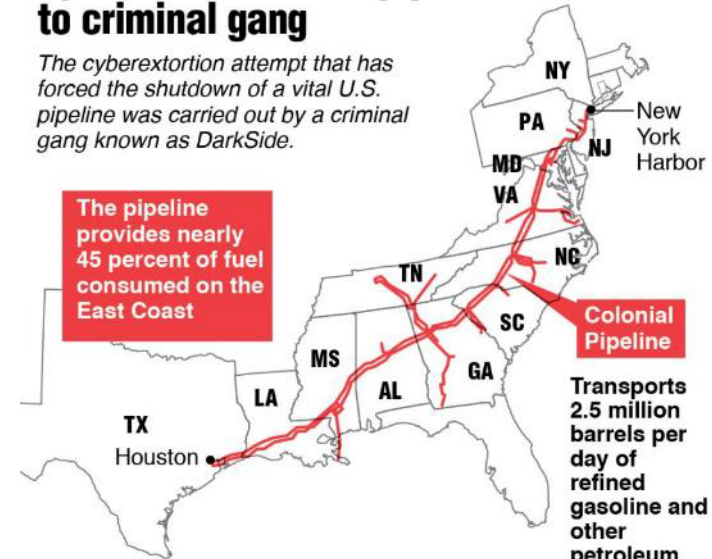 to criminal gang
The cyberextortion attempt that has
forced the shutdown of a vital U.S.
pipeline was carried out by a criminal
gang known as DarkSide.
The pipeline
provides nearly
45 percent of fuel
consumed on the
East Coast
NY
PA
New
York
Harbor
NJ
MD
VA
TN
NC
SC
Colonial
Pipeline
MS
AL
GA
LA
TX
Houston
Transports
2.5 million
barrels per
day of
refined
gasoline and
other
petroleum